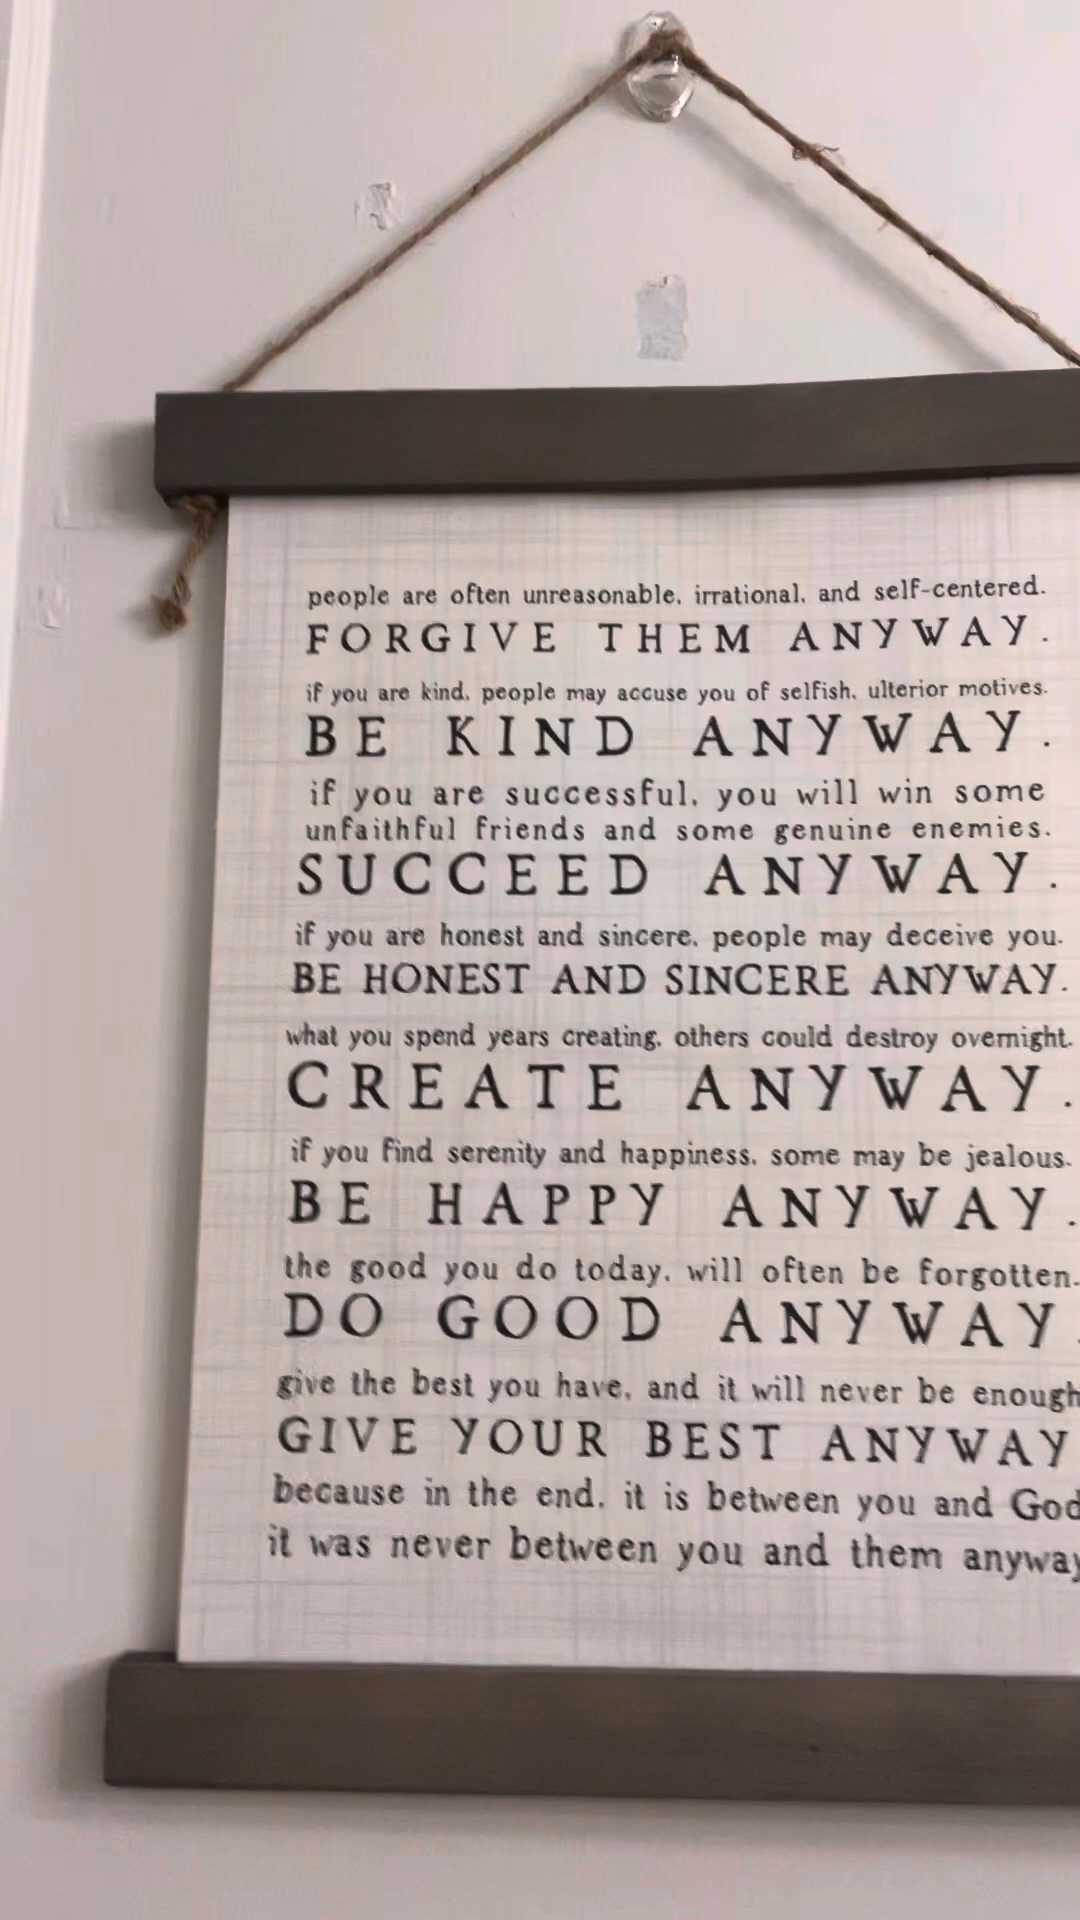 people are often unreasonable, irrational, and self-centered.
FORGIVE THEM ANYWAY.
if you are kind, people may accuse you of selfish, ulterior motives.
BE KIND ANYWAY.
if you are successful, you will win some
unfaithful friends and some genuine enemies.
SUCCEED ANYWAY.
if you are honest and sincere, people may deceive you.
BE HONEST AND SINCERE ANYWAY.
what you spend years creating, others could destroy overnight.
CREATE ANYWAY.
if you find serenity and happiness, some may be jealous.
BE HAPPY ANYWAY.
the good you do today, will often be forgotten.
DO GOOD ANYWAY.
give the best you have, and it will never be enough
GIVE YOUR BEST ANYWAY
because in the end, it is between you and God
it was never between you and them anyway